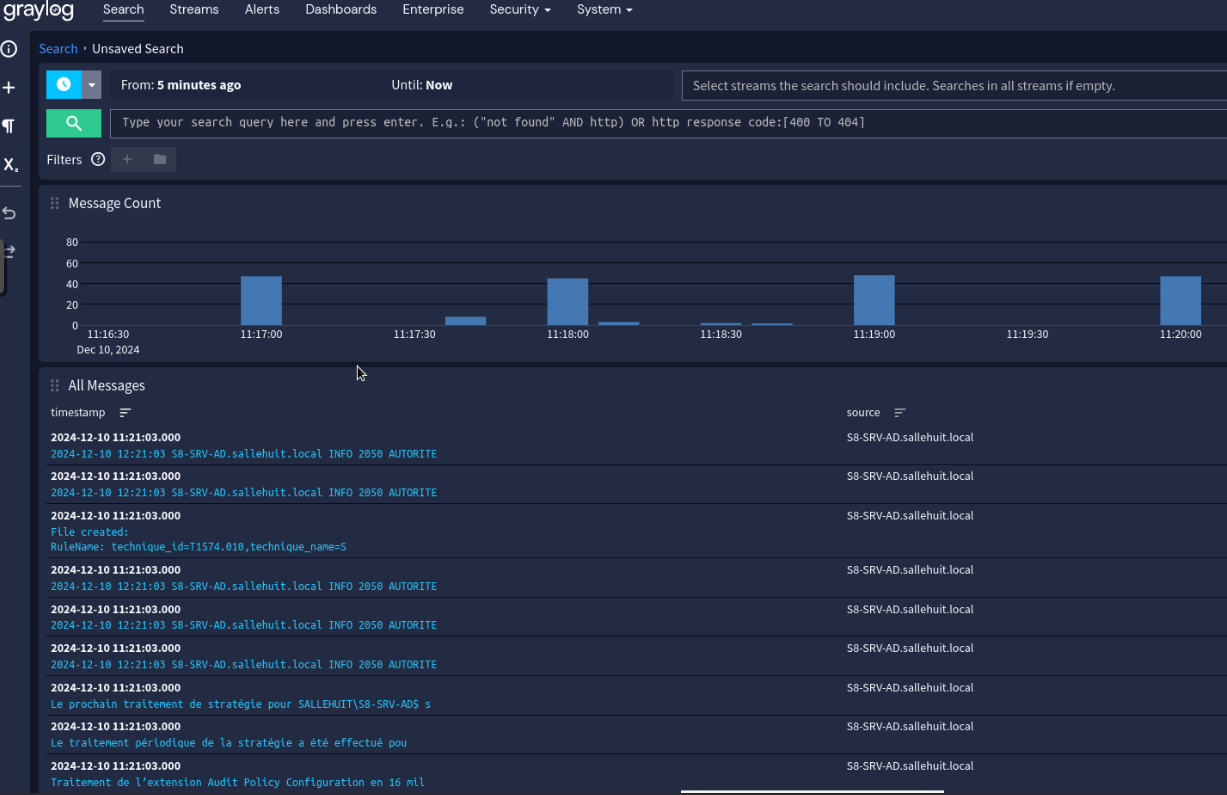 graylog Search Streams Alerts Dashboards Enterprise Security System
Search › Unsaved Search
From: 5 minutes ago Until: Now Select streams the search should include. Searches in all streams if empty.
Type your search query here and press enter. E.g.: ("not found" AND http) OR http response code:[400 TO 404]
Filters
Message Count
80
60
40
20
0
11:16:30 11:17:00 11:17:30 11:18:00 11:18:30 11:19:00 11:19:30 11:20:00
Dec 10, 2024
All Messages
timestamp source
2024-12-10 11:21:03.000 S8-SRV-AD.sallehuit.local
2024-12-10 12:21:03 S8-SRV-AD.sallehuit.local INFO 2050 AUTORITE
2024-12-10 11:21:03.000 S8-SRV-AD.sallehuit.local
2024-12-10 12:21:03 S8-SRV-AD.sallehuit.local INFO 2050 AUTORITE
2024-12-10 11:21:03.000 S8-SRV-AD.sallehuit.local
File created:
RuleName: technique_id=T1574.010,technique_name=S
2024-12-10 11:21:03.000 S8-SRV-AD.sallehuit.local
2024-12-10 12:21:03 S8-SRV-AD.sallehuit.local INFO 2050 AUTORITE
2024-12-10 11:21:03.000 S8-SRV-AD.sallehuit.local
2024-12-10 12:21:03 S8-SRV-AD.sallehuit.local INFO 2050 AUTORITE
2024-12-10 11:21:03.000 S8-SRV-AD.sallehuit.local
2024-12-10 12:21:03 S8-SRV-AD.sallehuit.local INFO 2050 AUTORITE
2024-12-10 11:21:03.000 S8-SRV-AD.sallehuit.local
Le prochain traitement de stratégie pour SALLEHUIT\S8-SRV-AD$ s
2024-12-10 11:21:03.000 S8-SRV-AD.sallehuit.local
Le traitement périodique de la stratégie a été effectué pou
2024-12-10 11:21:03.000 S8-SRV-AD.sallehuit.local
Traitement de l’extension Audit Policy Configuration en 16 mil